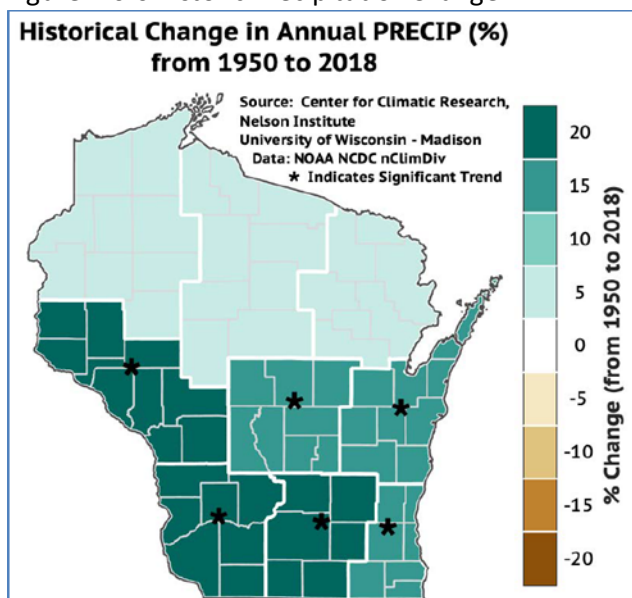 Historical Change in Annual PRECIP (%)
from 1950 to 2018
Source: Center for Climatic Research,
Nelson Institute
University of Wisconsin - Madison
Data: NOAA NCDC nClimDiv
* Indicates Significant Trend
20
15
10
5
0
-5
-10
-15
-20
% Change (from 1950 to 2018)